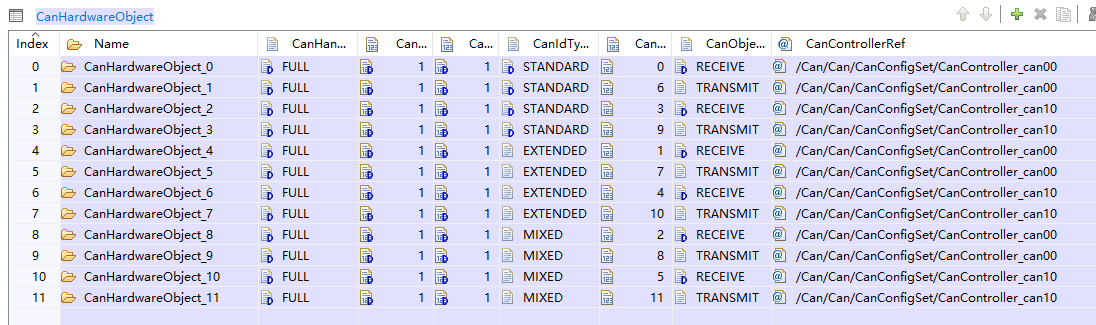 CanHardwareObject
Index Name CanHan... Can... Ca... CanIdTy... Can... CanObje... CanControllerRef
0 CanHardwareObject_0 FULL 1 1 STANDARD 0 RECEIVE /Can/Can/CanConfigSet/CanController_can00
1 CanHardwareObject_1 FULL 1 1 STANDARD 6 TRANSMIT /Can/Can/CanConfigSet/CanController_can00
2 CanHardwareObject_2 FULL 1 1 STANDARD 3 RECEIVE /Can/Can/CanConfigSet/CanController_can10
3 CanHardwareObject_3 FULL 1 1 STANDARD 9 TRANSMIT /Can/Can/CanConfigSet/CanController_can10
4 CanHardwareObject_4 FULL 1 1 EXTENDED 1 RECEIVE /Can/Can/CanConfigSet/CanController_can00
5 CanHardwareObject_5 FULL 1 1 EXTENDED 7 TRANSMIT /Can/Can/CanConfigSet/CanController_can00
6 CanHardwareObject_6 FULL 1 1 EXTENDED 4 RECEIVE /Can/Can/CanConfigSet/CanController_can10
7 CanHardwareObject_7 FULL 1 1 EXTENDED 10 TRANSMIT /Can/Can/CanConfigSet/CanController_can10
8 CanHardwareObject_8 FULL 1 1 MIXED 2 RECEIVE /Can/Can/CanConfigSet/CanController_can00
9 CanHardwareObject_9 FULL 1 1 MIXED 8 TRANSMIT /Can/Can/CanConfigSet/CanController_can00
10 CanHardwareObject_10 FULL 1 1 MIXED 5 RECEIVE /Can/Can/CanConfigSet/CanController_can10
11 CanHardwareObject_11 FULL 1 1 MIXED 11 TRANSMIT /Can/Can/CanConfigSet/CanController_can10